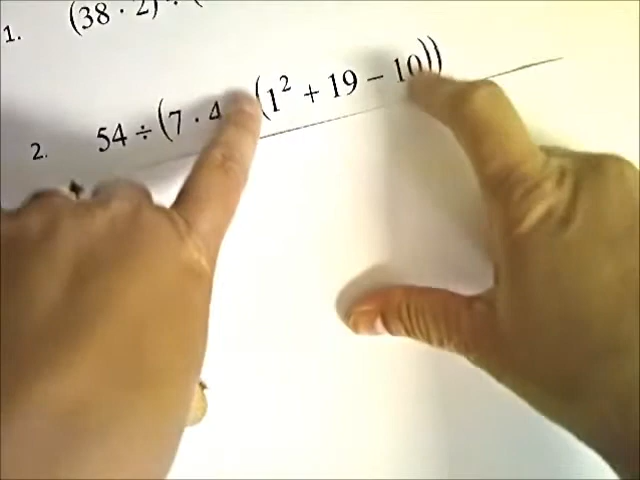 1. (38 · 2) ÷ (
2. 54 ÷ (7 · 4 (1² + 19 − 10))